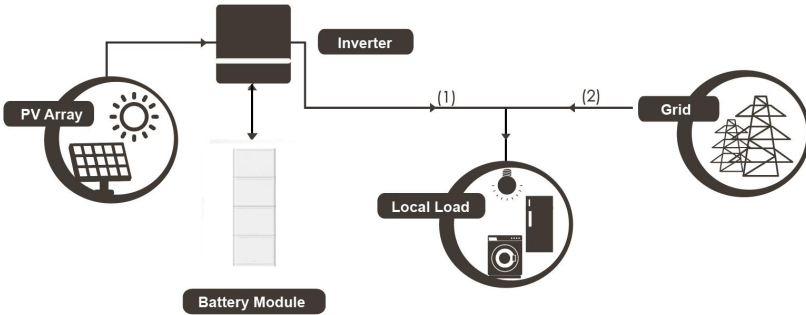 Inverter
PV Array
(1)
(2)
Grid
Local Load
Battery Module